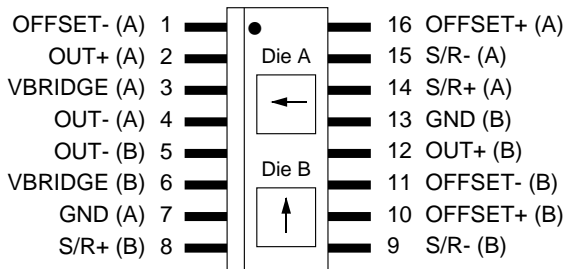 OFFSET- (A) 1
OUT+ (A) 2
VBRIDGE (A) 3
OUT- (A) 4
OUT- (B) 5
VBRIDGE (B) 6
GND (A) 7
S/R+ (B) 8
Die A
Die B
16 OFFSET+ (A)
15 S/R- (A)
14 S/R+ (A)
13 GND (B)
12 OUT+ (B)
11 OFFSET- (B)
10 OFFSET+ (B)
9 S/R- (B)